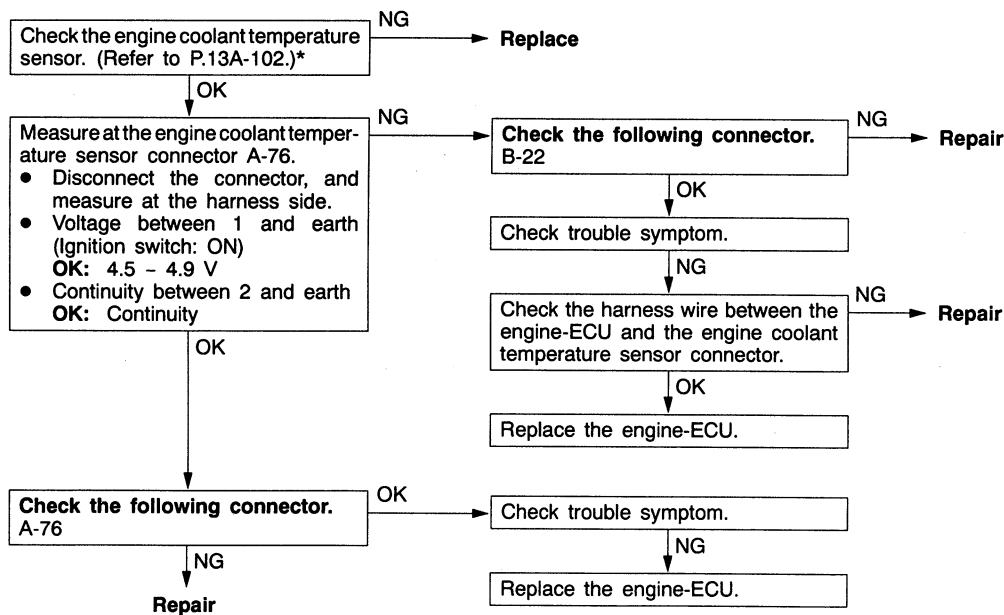 Check the engine coolant temperature
sensor. (Refer to P.13A-102.)*
NG
Replace
OK
Measure at the engine coolant temper-
ature sensor connector A-76.
● Disconnect the connector, and
measure at the harness side.
● Voltage between 1 and earth
(Ignition switch: ON)
OK: 4.5 – 4.9 V
● Continuity between 2 and earth
OK: Continuity
NG
Check the following connector.
B-22
NG
Repair
OK
Check trouble symptom.
NG
Check the harness wire between the
engine-ECU and the engine coolant
temperature sensor connector.
NG
Repair
OK
Replace the engine-ECU.
OK
Check the following connector.
A-76
OK
Check trouble symptom.
NG
Replace the engine-ECU.
NG
Repair